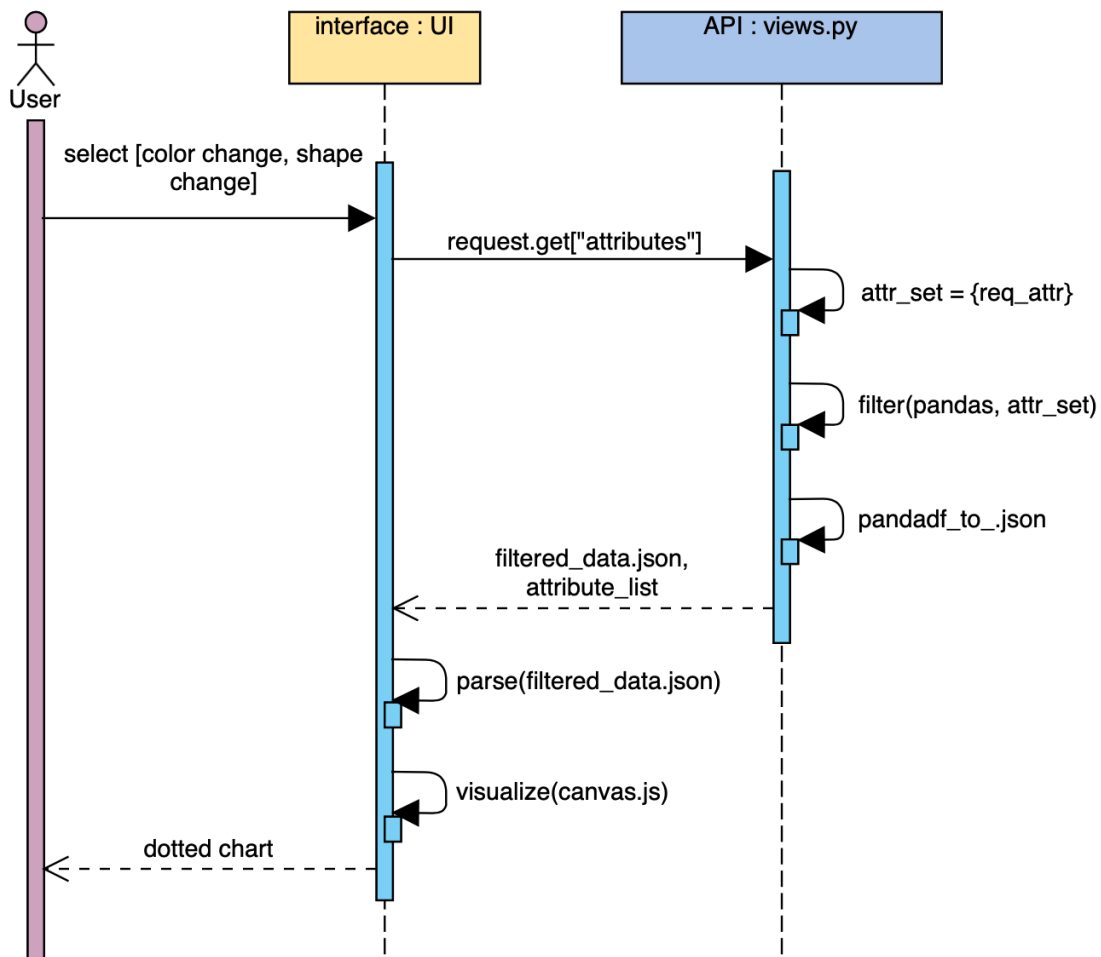 interface : UI
API : views.py
User
select [color change, shape
change]
request.get["attributes"]
attr_set = {req_attr}
filter(pandas, attr_set)
pandadf_to_.json
filtered_data.json,
attribute_list
parse(filtered_data.json)
visualize(canvas.js)
dotted chart